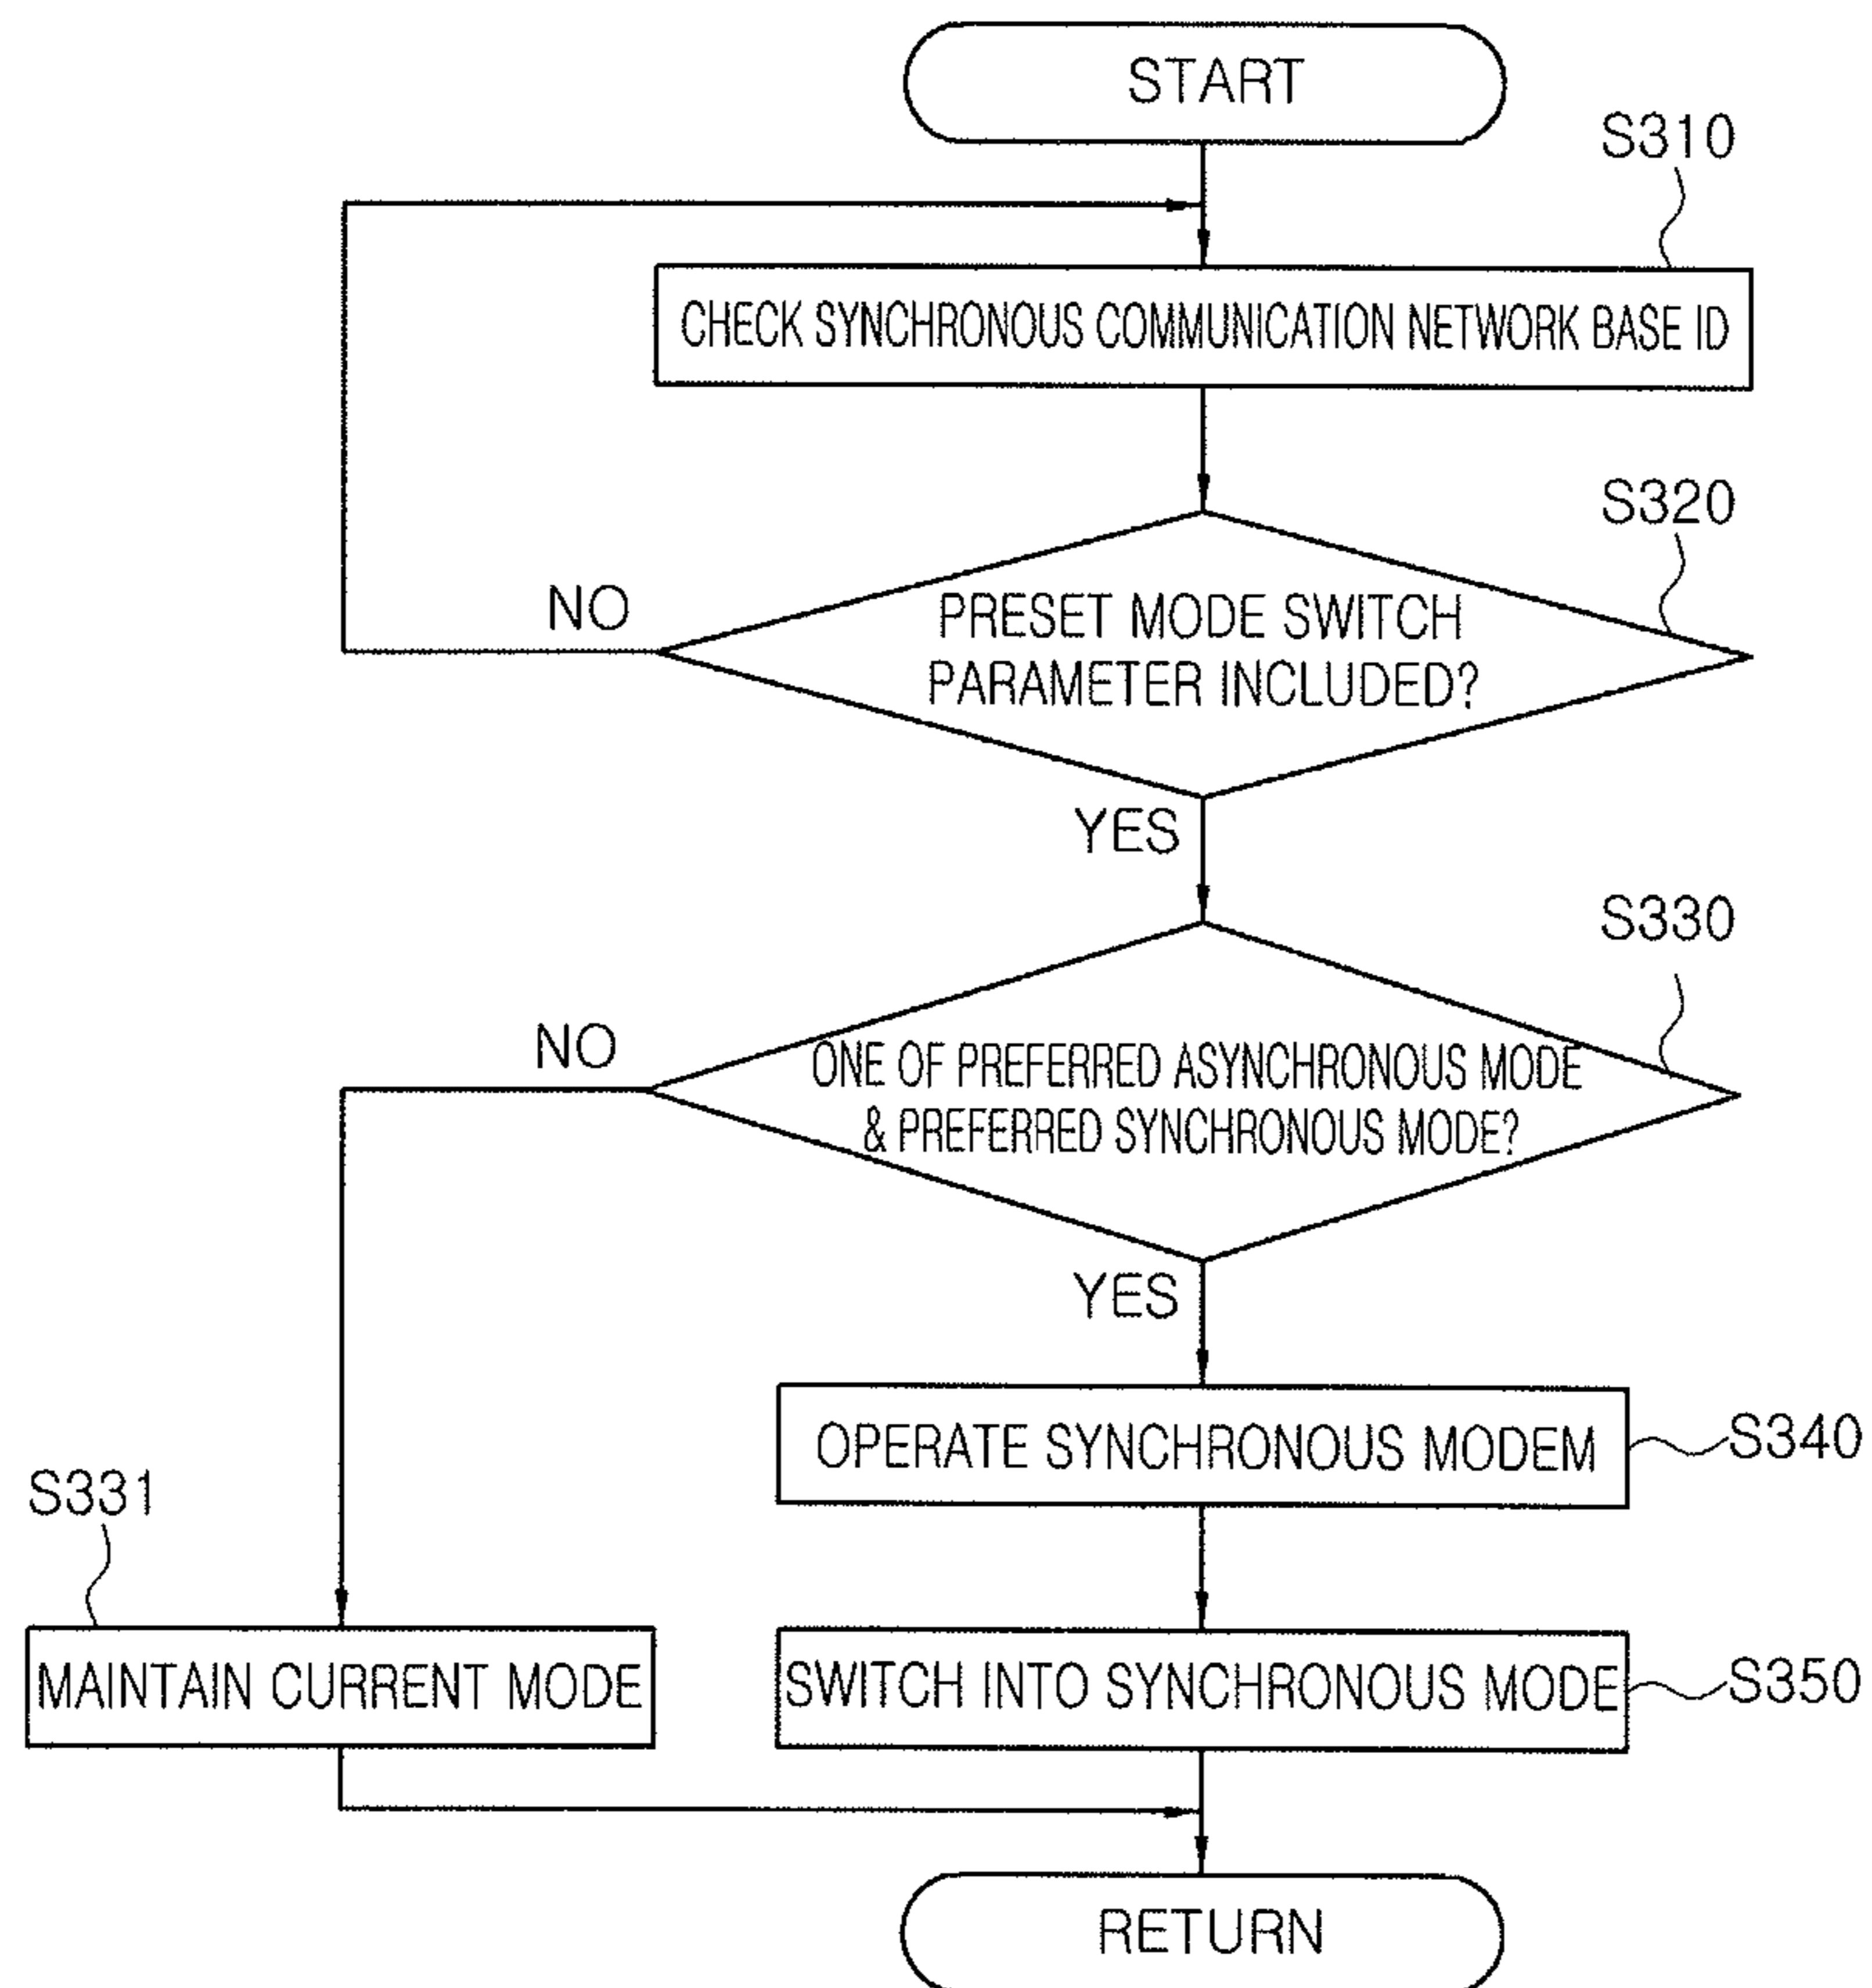 START
S310
CHECK SYNCHRONOUS COMMUNICATION NETWORK BASE ID
S320
NO
PRESET MODE SWITCH
PARAMETER INCLUDED?
YES
S330
NO
ONE OF PREFERRED ASYNCHRONOUS MODE
& PREFERRED SYNCHRONOUS MODE?
YES
OPERATE SYNCHRONOUS MODEM
S340
S331
MAINTAIN CURRENT MODE
SWITCH INTO SYNCHRONOUS MODE
S350
RETURN